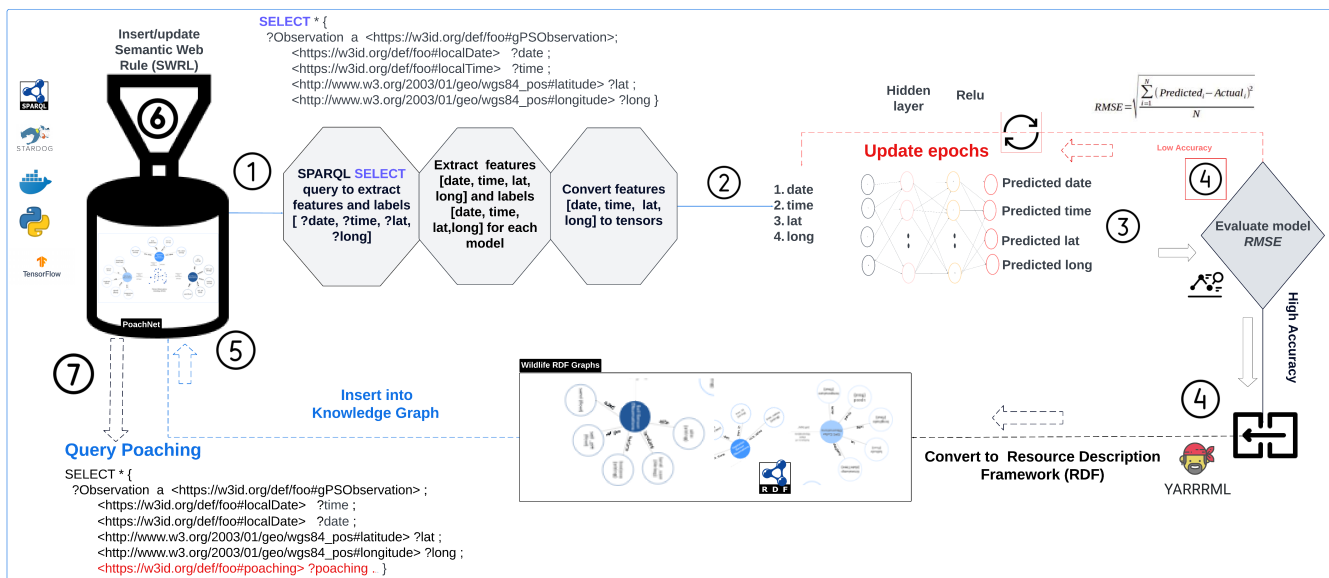 Insert/update
Semantic Web
Rule (SWRL)
SELECT * {
?Observation a <https://w3id.org/def/foo#gPSObservation>;
<https://w3id.org/def/foo#localDate> ?date ;
<https://w3id.org/def/foo#localTime> ?time ;
<http://www.w3.org/2003/01/geo/wgs84_pos#latitude> ?lat ;
<http://www.w3.org/2003/01/geo/wgs84_pos#longitude> ?long }
SPARQL
STARDOG
TensorFlow
6
PoachNet
1
SPARQL SELECT
query to extract
features and labels
[ ?date, ?time, ?lat,
?long]
Extract features
[date, time, lat,
long] and labels
[date, time,
lat,long] for each
model
Convert features
[date, time, lat,
long] to tensors
2
1. date
2. time
3. lat
4. long
Hidden
layer
Relu
Update epochs
Predicted date
Predicted time
Predicted lat
Predicted long
3
RMSE=√(∑_{i=1}^{N}(Predicted_i−Actual_i)²/N)
Low Accuracy
4
Evaluate model
RMSE
High Accuracy
4
YARRRML
Convert to Resource Description
Framework (RDF)
Wildlife RDF Graphs
RDF
Insert into
Knowledge Graph
5
7
Query Poaching
SELECT * {
?Observation a <https://w3id.org/def/foo#gPSObservation> ;
<https://w3id.org/def/foo#localDate> ?time ;
<https://w3id.org/def/foo#localDate> ?date ;
<http://www.w3.org/2003/01/geo/wgs84_pos#latitude> ?lat ;
<http://www.w3.org/2003/01/geo/wgs84_pos#longitude> ?long ;
<https://w3id.org/def/foo#poaching> ?poaching . }